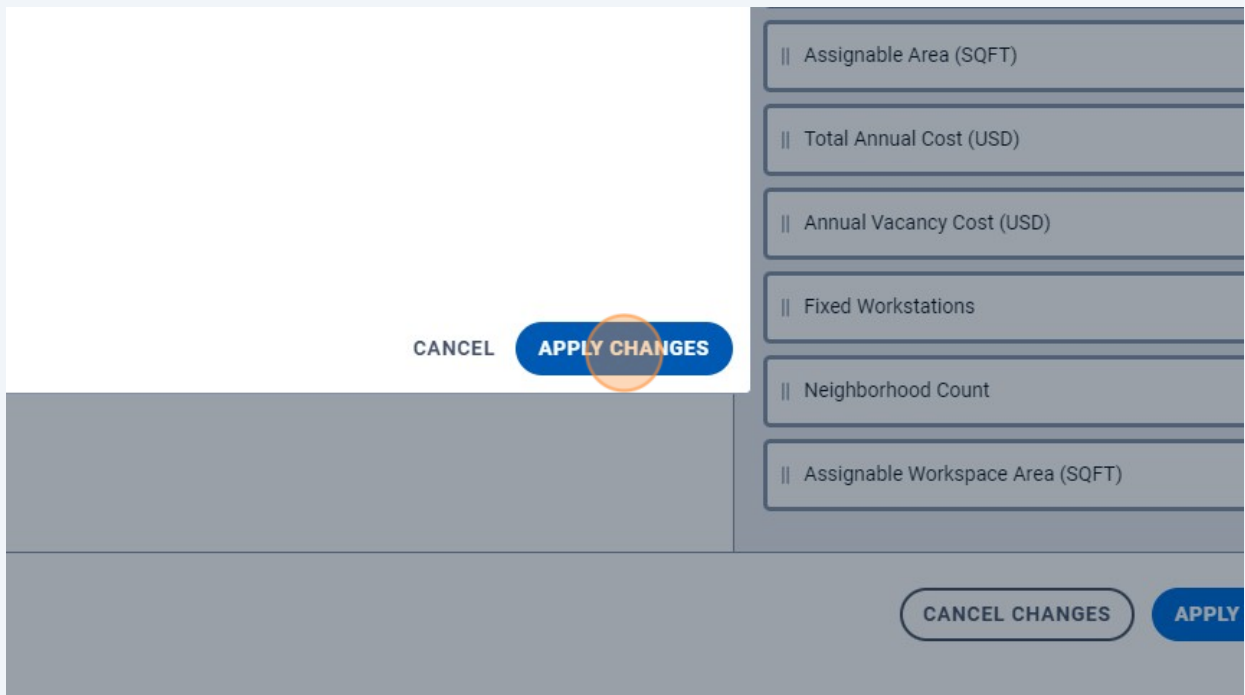 Assignable Area (SQFT)
Total Annual Cost (USD)
Annual Vacancy Cost (USD)
Fixed Workstations
CANCEL APPLY CHANGES
Neighborhood Count
Assignable Workspace Area (SQFT)
CANCEL CHANGES APPLY